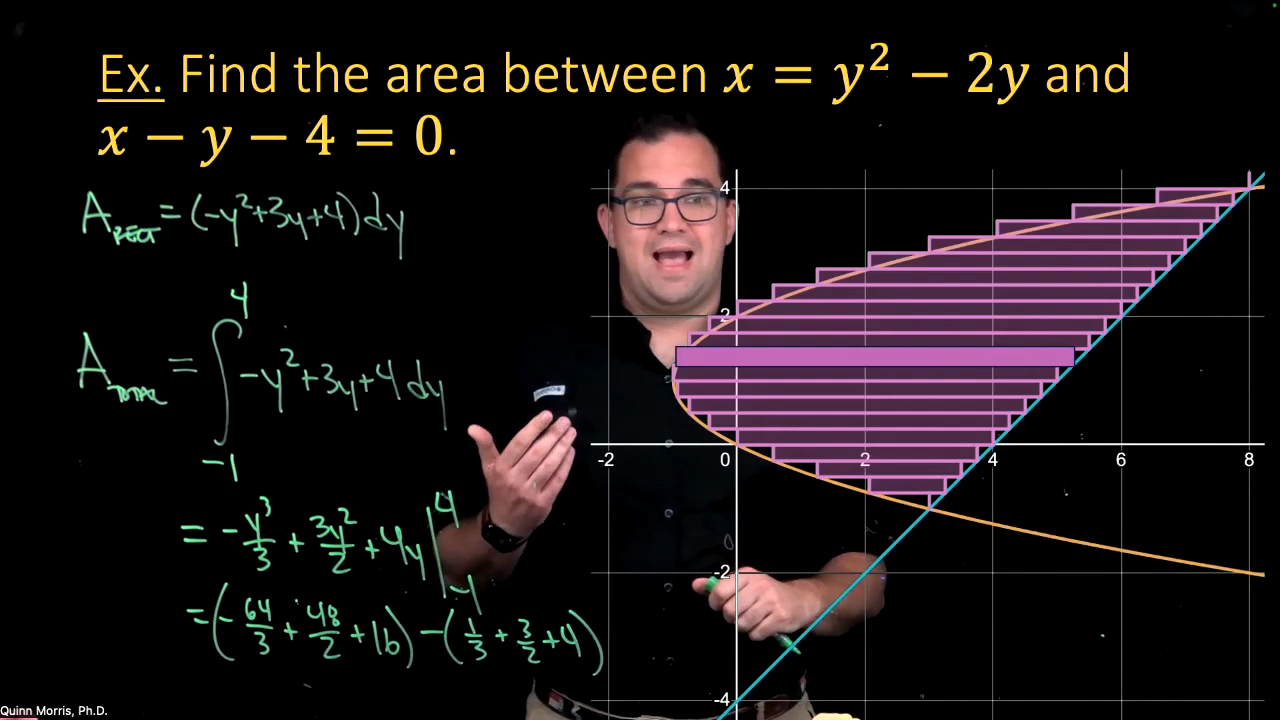 Ex. Find the area between x = y² − 2y and
x − y − 4 = 0.
A_RECT = (-y²+3y+4) dy
A_TOTAL = ∫_{-1}^{4} -y²+3y+4 dy
= -y³/3 + 3y²/2 + 4y |_{-1}^{4}
= (-64/3 + 48/2 + 16) - (1/3 + 3/2 + 4)
4
2
-2 0 2 4 6 8
-2
-4
Quinn Morris, Ph.D.